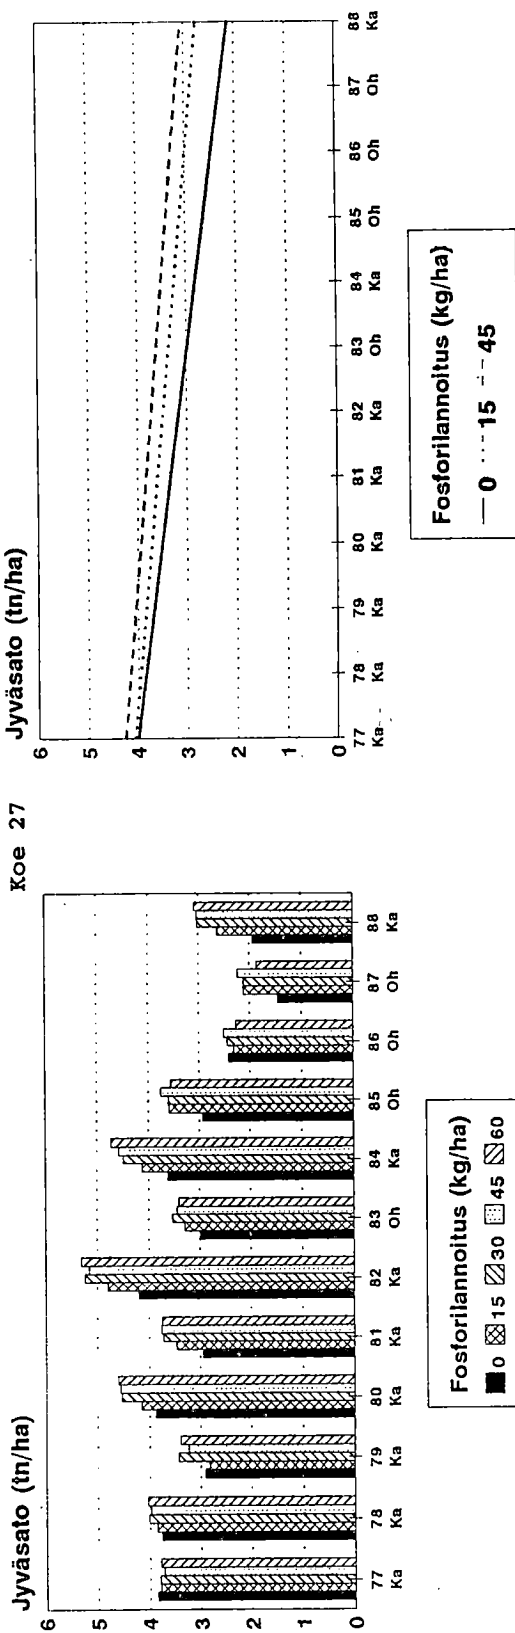 Koe 27
Jyväsato (tn/ha)
6
5
4
3
2
1
0
77 78 79 80 81 82 83 84 85 86 87 88
Ka Ka Ka Ka Ka Ka Oh Ka Oh Oh Oh Ka
Fosforilannoitus (kg/ha)
0 15 30 45 60
Jyväsato (tn/ha)
6
5
4
3
2
1
0
77 78 79 80 81 82 83 84 85 86 87 88
Ka Ka Ka Ka Ka Ka Oh Ka Oh Oh Oh Ka
Fosforilannoitus (kg/ha)
0 15 45